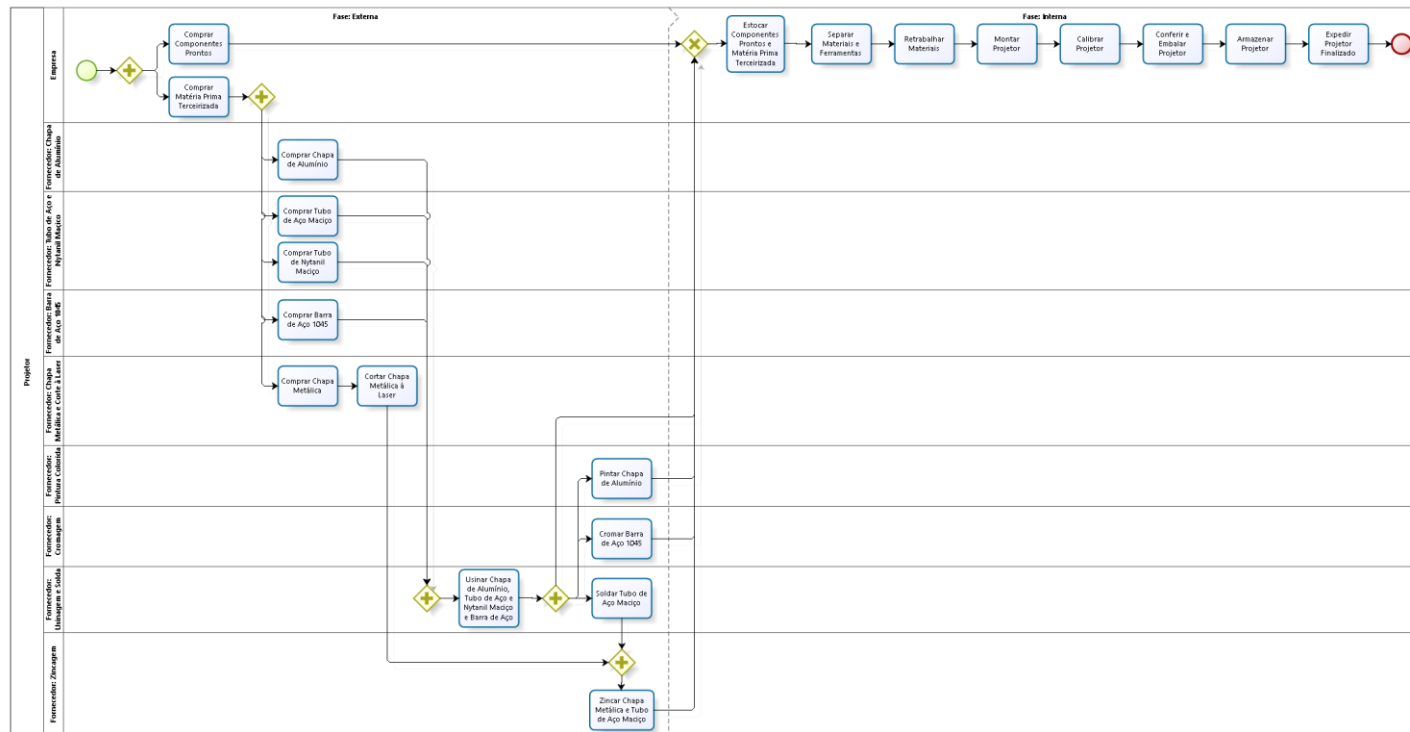 Fase: Externa
Fase: Interna
Projetor
Empresa
Comprar
Componentes
Prontos
Comprar
Matéria Prima
Terceirizada
Estocar
Componentes
Prontos e
Matéria Prima
Terceirizada
Separar
Materiais e
Ferramentas
Retrabalhar
Materiais
Montar
Projetor
Calibrar
Projetor
Conferir e
Embalar
Projetor
Armazenar
Projetor
Expedir
Projetor
Finalizado
Fornecedor: Chapa
de Alumínio
Comprar Chapa
de Alumínio
Fornecedor: Tubo de Aço e
Nytanil Maciço
Comprar Tubo
de Aço Maciço
Comprar Tubo
de Nytanil
Maciço
Fornecedor: Barra
de Aço 1045
Comprar Barra
de Aço 1045
Fornecedor: Chapa
Metálica e Corte à Laser
Comprar Chapa
Metálica
Cortar Chapa
Metálica à
Laser
Fornecedor:
Pintura Colorida
Pintar Chapa
de Alumínio
Fornecedor:
Cromagem
Cromar Barra
de Aço 1045
Fornecedor:
Usinagem e Solda
Usinar Chapa
de Alumínio,
Tubo de Aço e
Nytanil Maciço
e Barra de Aço
Soldar Tubo de
Aço Maciço
Fornecedor: Zincagem
Zincar Chapa
Metálica e Tubo
de Aço Maciço